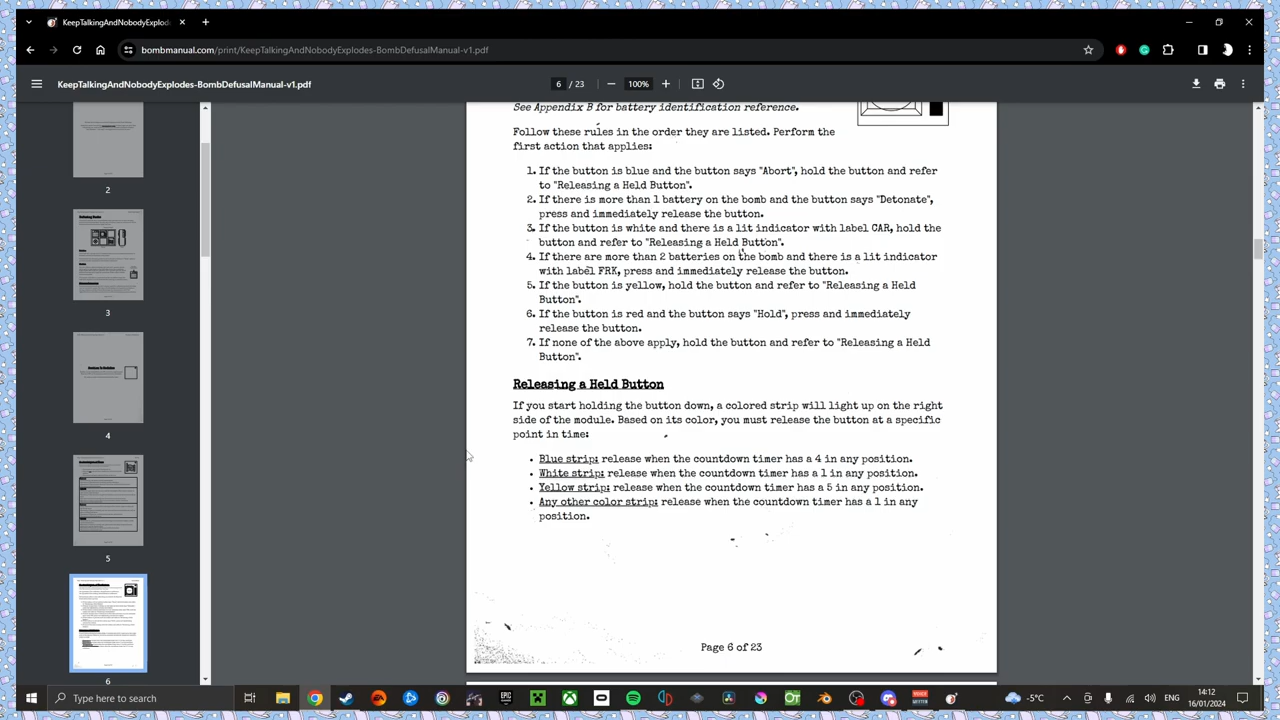 KeepTalkingAndNobodyExplod
bombmanual.com/print/KeepTalkingAndNobodyExplodes-BombDefusalManual-v1.pdf
KeepTalkingAndNobodyExplodes-BombDefusalManual-v1.pdf
6 / 23
100%
2
3
4
5
6
See Appendix B for battery identification reference.
Follow these rules in the order they are listed. Perform the
first action that applies:
1. If the button is blue and the button says "Abort", hold the button and refer
to "Releasing a Held Button".
2. If there is more than 1 battery on the bomb and the button says "Detonate",
press and immediately release the button.
3. If the button is white and there is a lit indicator with label CAR, hold the
button and refer to "Releasing a Held Button".
4. If there are more than 2 batteries on the bomb and there is a lit indicator
with label FRK, press and immediately release the button.
5. If the button is yellow, hold the button and refer to "Releasing a Held
Button".
6. If the button is red and the button says "Hold", press and immediately
release the button.
7. If none of the above apply, hold the button and refer to "Releasing a Held
Button".
Releasing a Held Button
If you start holding the button down, a colored strip will light up on the right
side of the module. Based on its color, you must release the button at a specific
point in time:
• Blue strip: release when the countdown timer has a 4 in any position.
• White strip: release when the countdown timer has a 1 in any position.
• Yellow strip: release when the countdown timer has a 5 in any position.
• Any other color strip: release when the countdown timer has a 1 in any
position.
Page 6 of 23
Type here to search
-5°C
ENG
14:12
16/01/2024